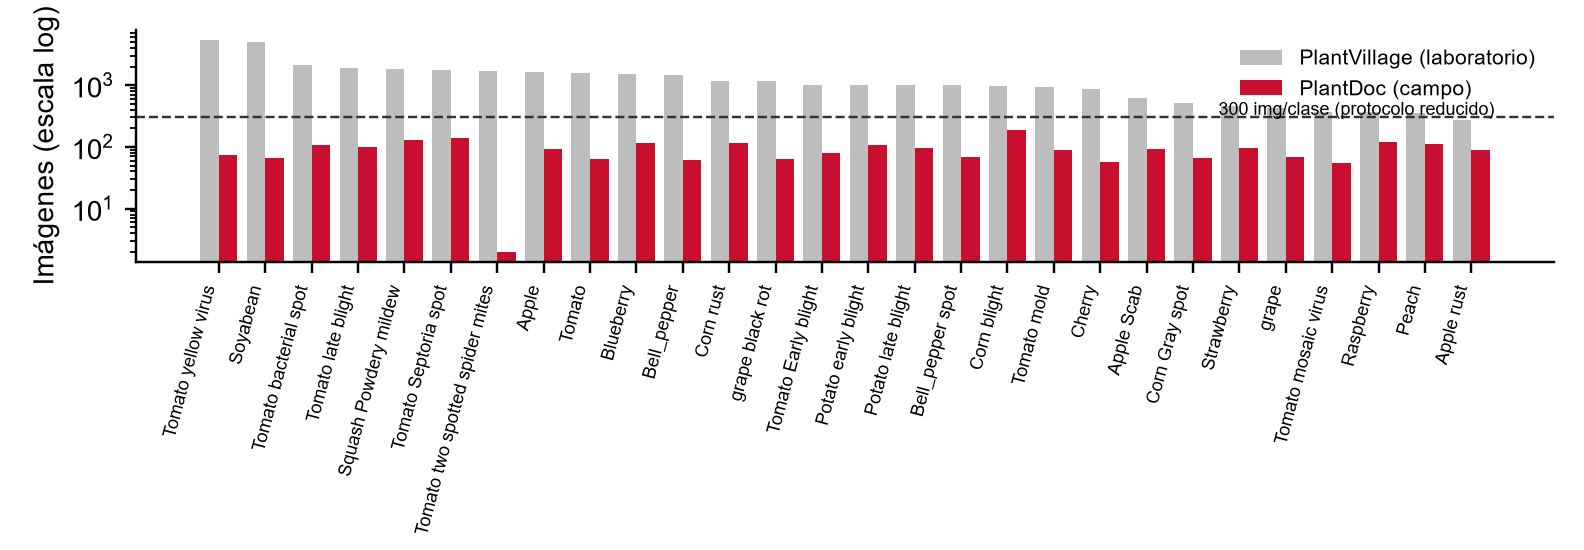 Imágenes (escala log)
10³
10²
10¹
PlantVillage (laboratorio)
PlantDoc (campo)
300 img/clase (protocolo reducido)
Tomato yellow virus
Soyabean
Tomato bacterial spot
Tomato late blight
Squash Powdery mildew
Tomato Septoria spot
Tomato two spotted spider mites
Apple
Tomato
Blueberry
Bell_pepper
Corn rust
grape black rot
Tomato Early blight
Potato early blight
Potato late blight
Bell_pepper spot
Corn blight
Tomato mold
Cherry
Apple Scab
Corn Gray spot
Strawberry
grape
Tomato mosaic virus
Raspberry
Peach
Apple rust